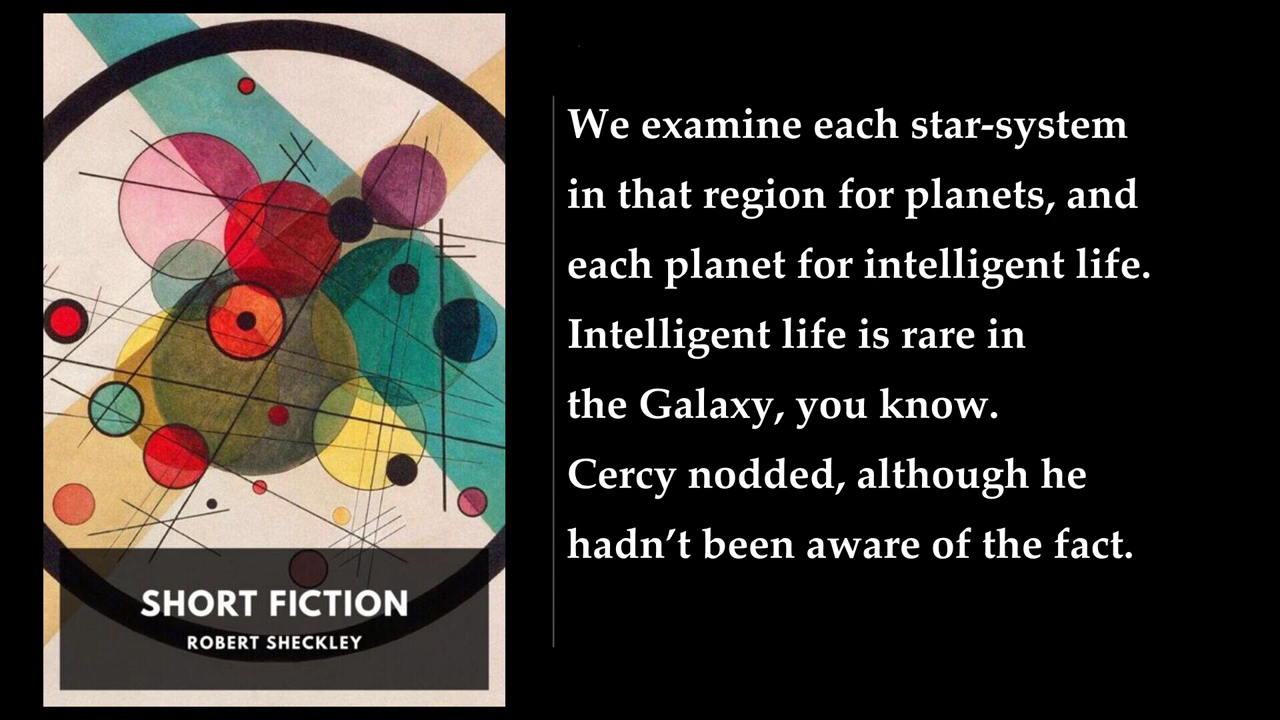 SHORT FICTION
ROBERT SHECKLEY
We examine each star-system
in that region for planets, and
each planet for intelligent life.
Intelligent life is rare in
the Galaxy, you know.
Cercy nodded, although he
hadn’t been aware of the fact.